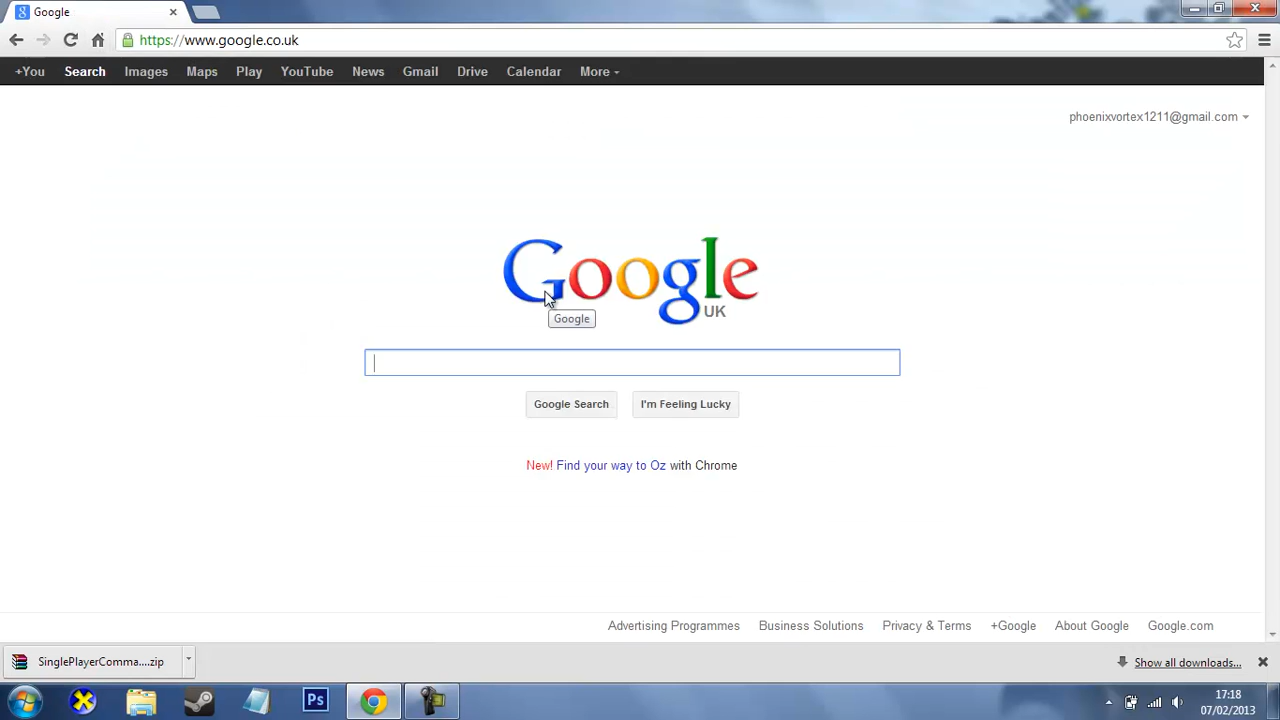 Google
https://www.google.co.uk
+You Search Images Maps Play YouTube News Gmail Drive Calendar More
phoenixvortex1211@gmail.com
Google
UK
Google
Google Search I'm Feeling Lucky
New! Find your way to Oz with Chrome
Advertising Programmes Business Solutions Privacy & Terms +Google About Google Google.com
SinglePlayerComma....zip Show all downloads...
Ps
17:18
07/02/2013